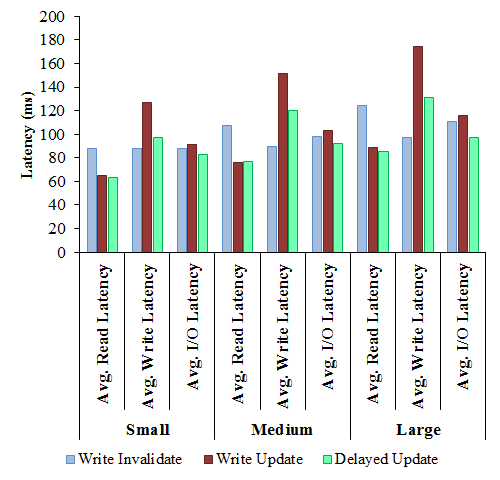 200
180
160
140
120
100
80
60
40
20
0
Latency (ms)
Avg. Read Latency
Avg. Write Latency
Avg. I/O Latency
Avg. Read Latency
Avg. Write Latency
Avg. I/O Latency
Avg. Read Latency
Avg. Write Latency
Avg. I/O Latency
Small Medium Large
Write Invalidate Write Update Delayed Update